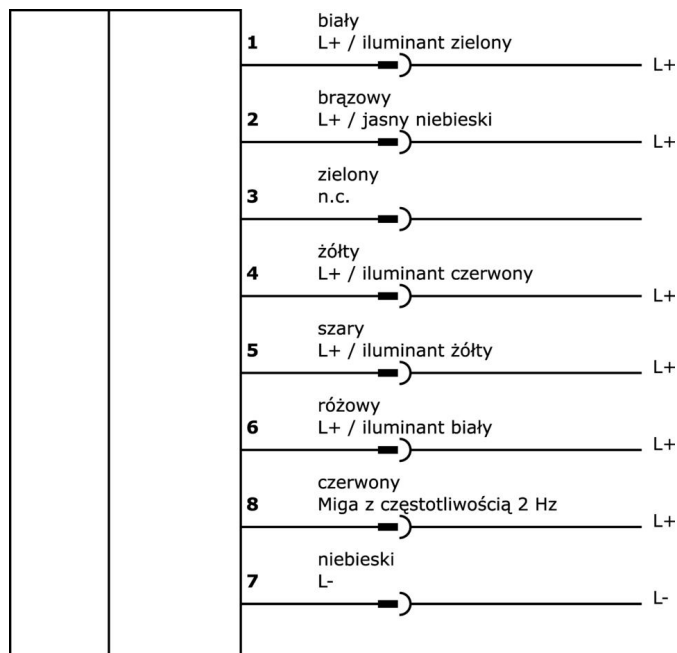 biały
1 L+ / iluminant zielony
L+
brązowy
2 L+ / jasny niebieski
L+
zielony
3 n.c.
żółty
4 L+ / iluminant czerwony
L+
szary
5 L+ / iluminant żółty
L+
różowy
6 L+ / iluminant biały
L+
czerwony
8 Miga z częstotliwością 2 Hz
L+
niebieski
7 L-
L-